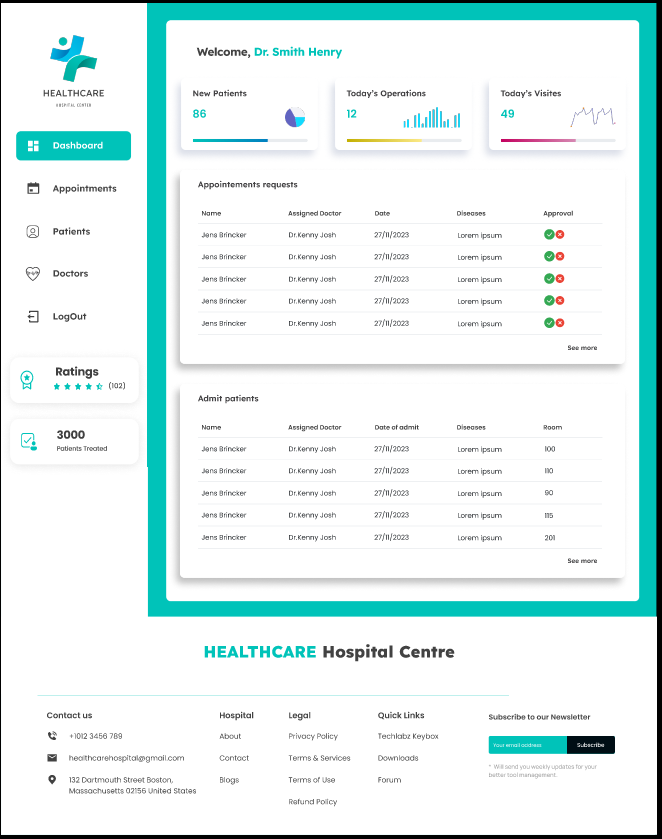 HEALTHCARE
HOSPITAL CENTER
Dashboard
Appointments
Patients
Doctors
LogOut
Ratings
(102)
3000
Patients Treated
Welcome, Dr. Smith Henry
New Patients
86
Today's Operations
12
Today's Visites
49
Appointements requests
Name Assigned Doctor Date Diseases Approval
Jens Brincker Dr.Kenny Josh 27/11/2023 Lorem ipsum
Jens Brincker Dr.Kenny Josh 27/11/2023 Lorem ipsum
Jens Brincker Dr.Kenny Josh 27/11/2023 Lorem ipsum
Jens Brincker Dr.Kenny Josh 27/11/2023 Lorem ipsum
Jens Brincker Dr.Kenny Josh 27/11/2023 Lorem ipsum
See more
Admit patients
Name Assigned Doctor Date of admit Diseases Room
Jens Brincker Dr.Kenny Josh 27/11/2023 Lorem ipsum 100
Jens Brincker Dr.Kenny Josh 27/11/2023 Lorem ipsum 110
Jens Brincker Dr.Kenny Josh 27/11/2023 Lorem ipsum 90
Jens Brincker Dr.Kenny Josh 27/11/2023 Lorem ipsum 115
Jens Brincker Dr.Kenny Josh 27/11/2023 Lorem ipsum 201
See more
HEALTHCARE Hospital Centre
Contact us
+1012 3456 789
healthcarehospital@gmail.com
132 Dartmouth Street Boston,
Massachusetts 02156 United States
Hospital
About
Contact
Blogs
Legal
Privacy Policy
Terms & Services
Terms of Use
Refund Policy
Quick Links
Techlabz Keybox
Downloads
Forum
Subscribe to our Newsletter
Your email address Subscribe
* Will send you weekly updates for your
better tool management.